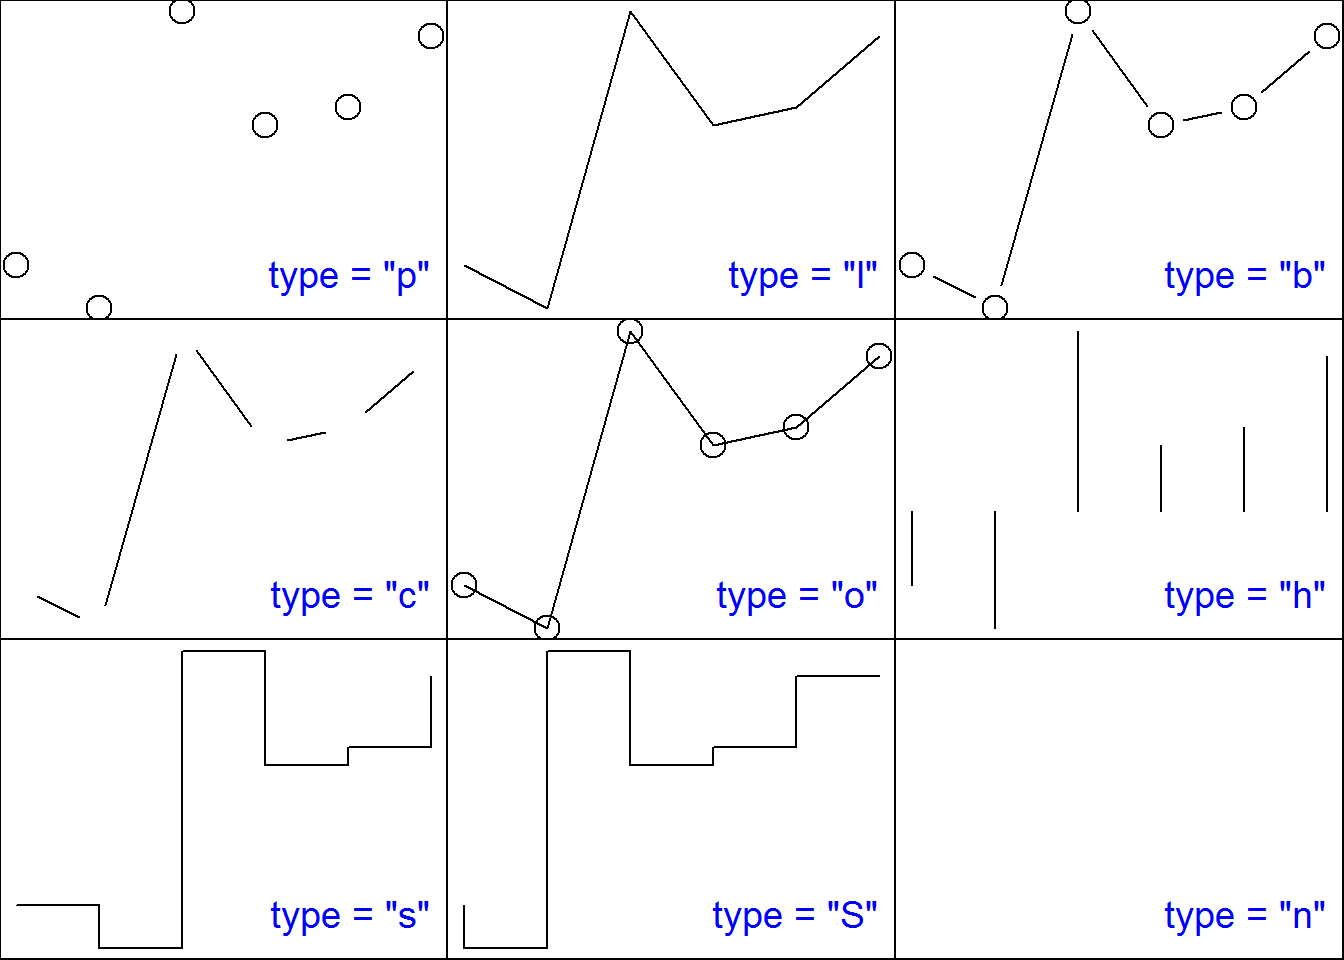 type = "p"
type = "l"
type = "b"
type = "c"
type = "o"
type = "h"
type = "s"
type = "S"
type = "n"